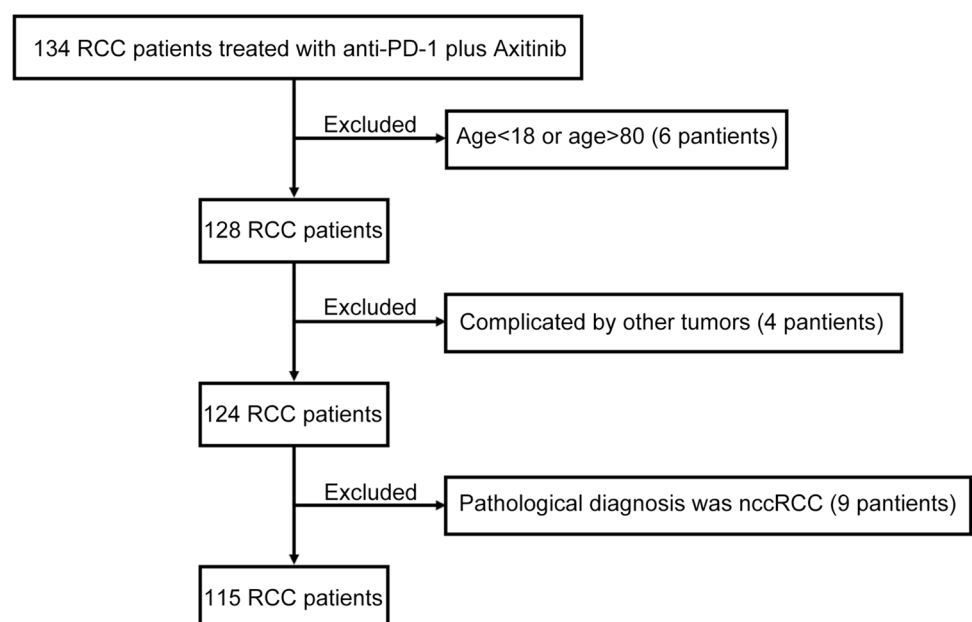 134 RCC patients treated with anti-PD-1 plus Axitinib
Excluded
Age<18 or age>80 (6 pantients)
128 RCC patients
Excluded
Complicated by other tumors (4 pantients)
124 RCC patients
Excluded
Pathological diagnosis was nccRCC (9 pantients)
115 RCC patients